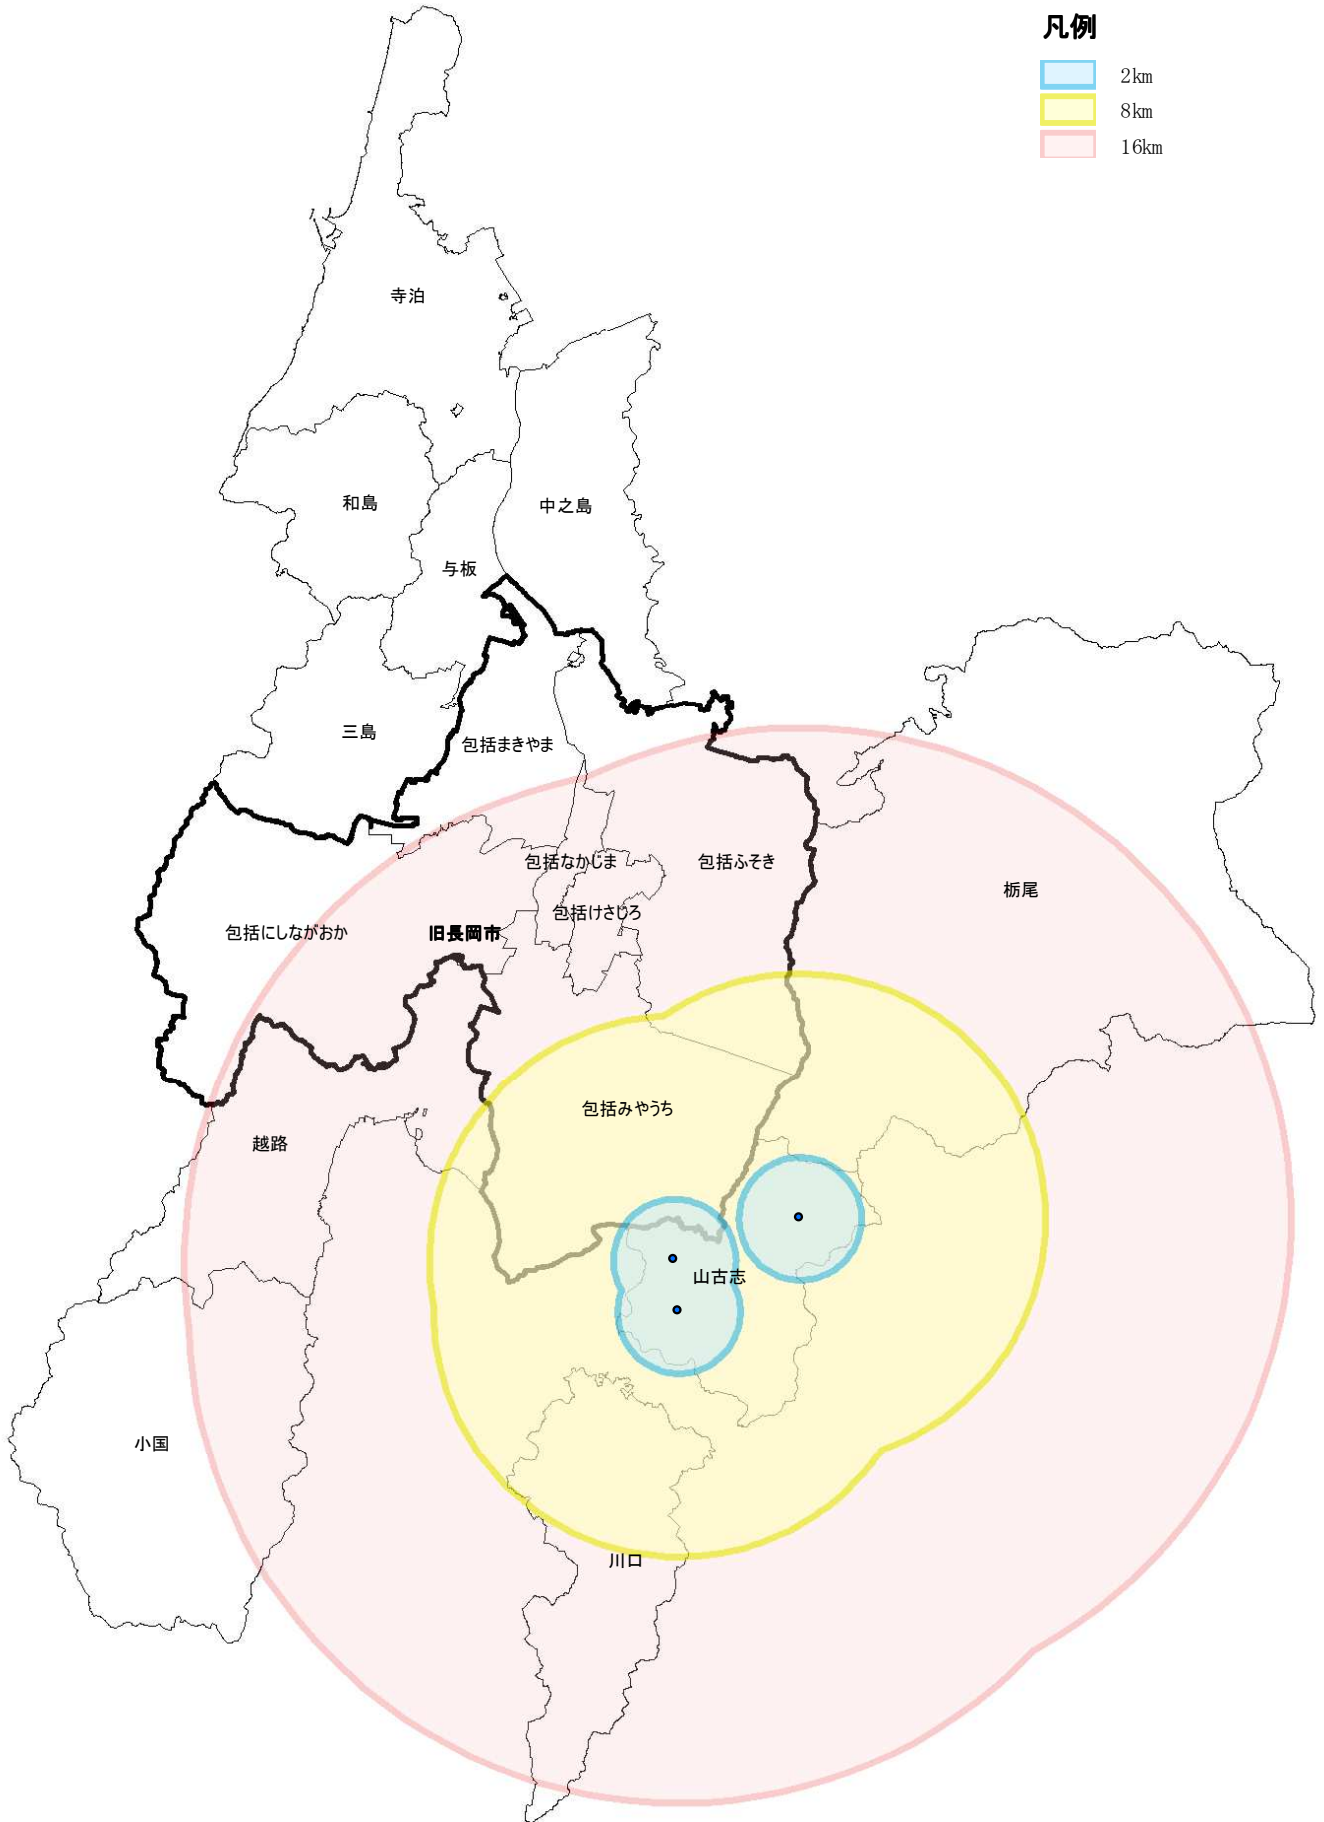 凡例
2km
8km
16km
寺泊
和島
中之島
与板
三島
包括まきやま
包括なかじま
包括ふそき
栃尾
包括けさじろ
包括にしながおか
旧長岡市
包括みやうち
越路
山古志
小国
川口